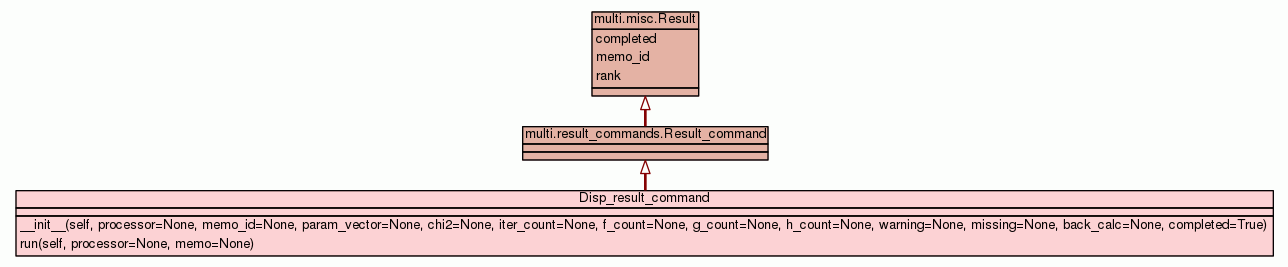 multi.misc.Result
completed
memo_id
rank
multi.result_commands.Result_command
Disp_result_command
__init__(self, processor=None, memo_id=None, param_vector=None, chi2=None, iter_count=None, f_count=None, g_count=None, h_count=None, warning=None, missing=None, back_calc=None, completed=True)
run(self, processor=None, memo=None)